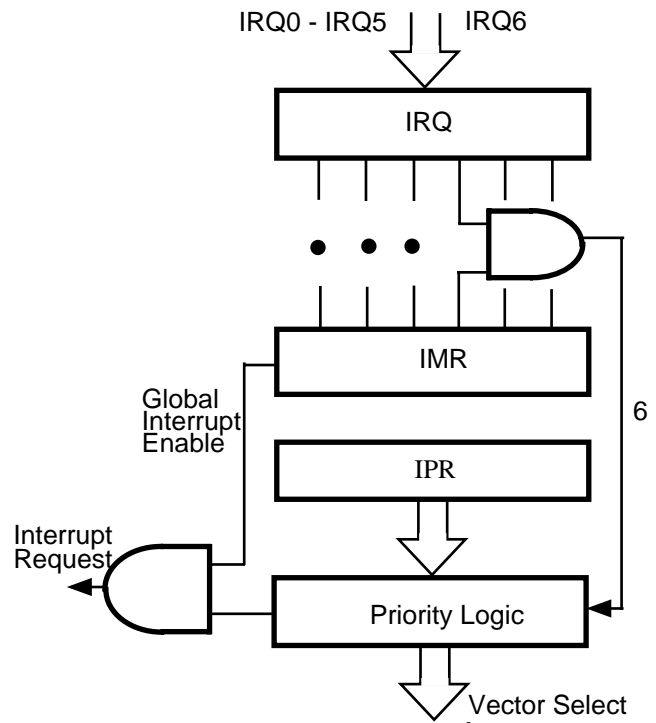 IRQ0 - IRQ5 IRQ6
IRQ
IMR
Global
Interrupt
Enable
6
IPR
Interrupt
Request
Priority Logic
Vector Select